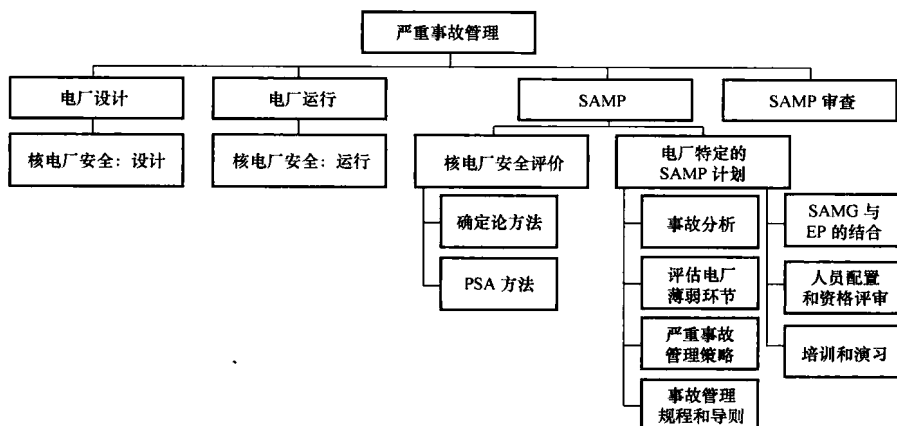 严重事故管理
电厂设计
电厂运行
SAMP
SAMP 审查
核电厂安全：设计
核电厂安全：运行
核电厂安全评价
电厂特定的
SAMP 计划
确定论方法
PSA 方法
事故分析
评估电厂
薄弱环节
严重事故
管理策略
事故管理
规程和导则
SAMG 与
EP 的结合
人员配置
和资格评审
培训和演习